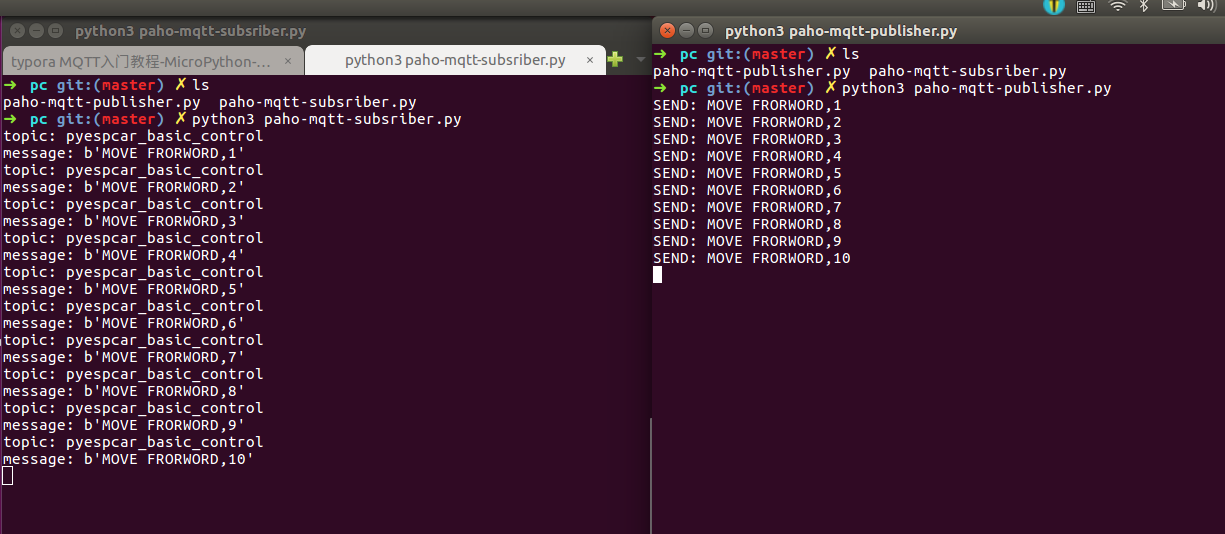 python3 paho-mqtt-subsriber.py
typora MQTT入门教程-MicroPython-... ×
python3 paho-mqtt-subsriber.py ×
➜ pc git:(master) ✗ ls
paho-mqtt-publisher.py paho-mqtt-subsriber.py
➜ pc git:(master) ✗ python3 paho-mqtt-subsriber.py
topic: pyespcar_basic_control
message: b'MOVE FRORWORD,1'
topic: pyespcar_basic_control
message: b'MOVE FRORWORD,2'
topic: pyespcar_basic_control
message: b'MOVE FRORWORD,3'
topic: pyespcar_basic_control
message: b'MOVE FRORWORD,4'
topic: pyespcar_basic_control
message: b'MOVE FRORWORD,5'
topic: pyespcar_basic_control
message: b'MOVE FRORWORD,6'
topic: pyespcar_basic_control
message: b'MOVE FRORWORD,7'
topic: pyespcar_basic_control
message: b'MOVE FRORWORD,8'
topic: pyespcar_basic_control
message: b'MOVE FRORWORD,9'
topic: pyespcar_basic_control
message: b'MOVE FRORWORD,10'
python3 paho-mqtt-publisher.py
➜ pc git:(master) ✗ ls
paho-mqtt-publisher.py paho-mqtt-subsriber.py
➜ pc git:(master) ✗ python3 paho-mqtt-publisher.py
SEND: MOVE FRORWORD,1
SEND: MOVE FRORWORD,2
SEND: MOVE FRORWORD,3
SEND: MOVE FRORWORD,4
SEND: MOVE FRORWORD,5
SEND: MOVE FRORWORD,6
SEND: MOVE FRORWORD,7
SEND: MOVE FRORWORD,8
SEND: MOVE FRORWORD,9
SEND: MOVE FRORWORD,10